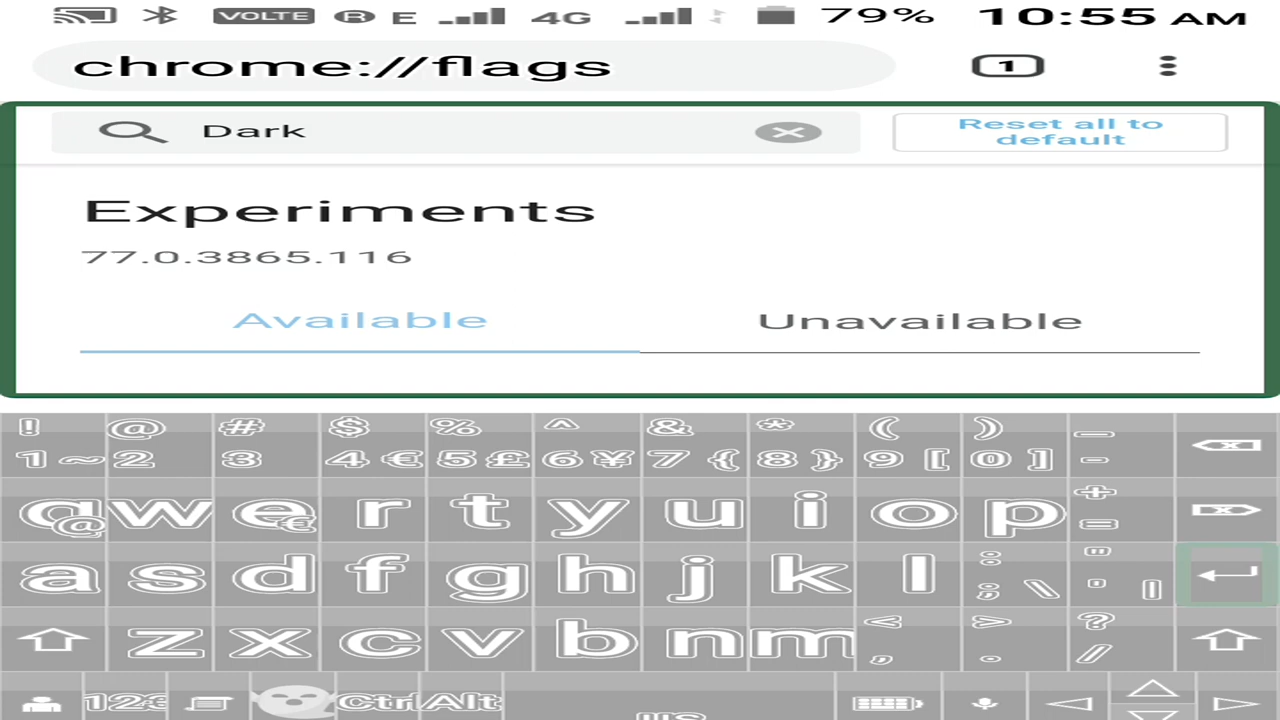 VOLTE R E 4G 79% 10:55 AM
chrome://flags 1
Dark Reset all to default
Experiments
77.0.3865.116
Available Unavailable
! @ # $ % ^ & * ( ) _
1 ~ 2 3 4 € 5 £ 6 ¥ 7 { 8 } 9 [ 0 ] -
q @ w e € r t y u i o p + =
a s d f g h j k l : ; \ " ' |
z x c v b n m < , > . ? /
123 Ctrl Alt US